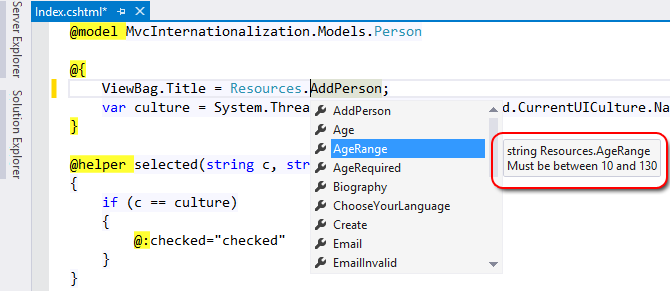 Index.cshtml*
Server Explorer
Solution Explorer
@model MvcInternationalization.Models.Person
@{
ViewBag.Title = Resources.AddPerson;
var culture = System.Threa d.CurrentUICulture.Na
}
@helper selected(string c, str
{
if (c == culture)
{
@:checked="checked"
}
}
AddPerson
Age
AgeRange
AgeRequired
Biography
ChooseYourLanguage
Create
Email
EmailInvalid
string Resources.AgeRange
Must be between 10 and 130